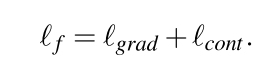 ℓ_f = ℓ_grad + ℓ_cont.